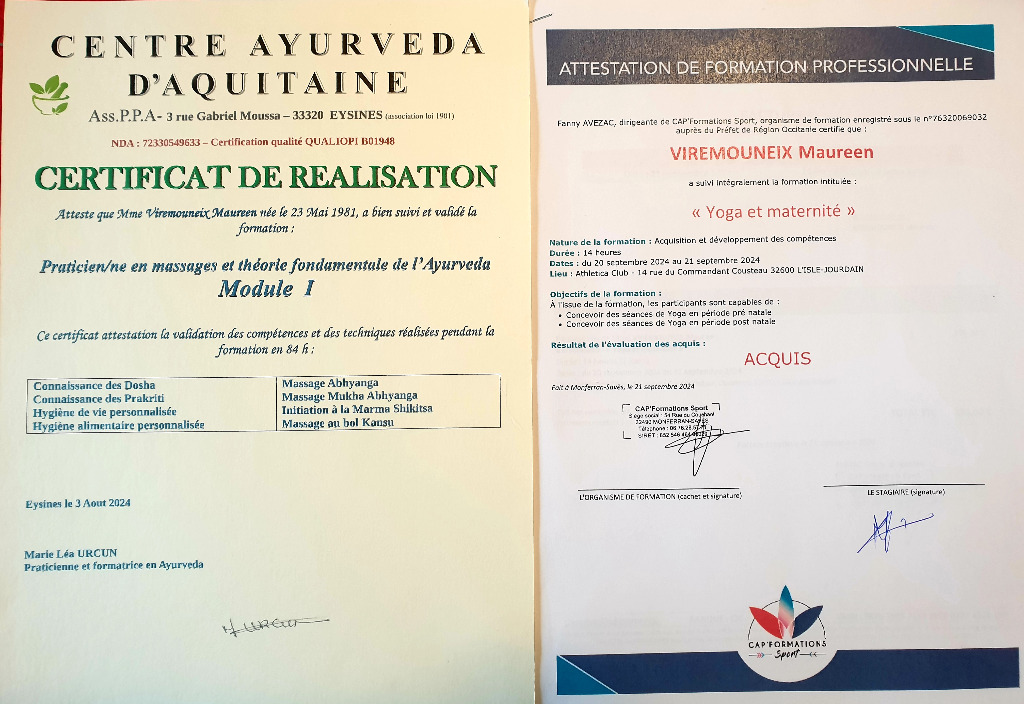 CENTRE AYURVEDA
D'AQUITAINE
Ass.P.P.A- 3 rue Gabriel Moussa – 33320 EYSINES (association loi 1901)
NDA : 72330549633 – Certification qualité QUALIOPI B01948
CERTIFICAT DE REALISATION
Atteste que Mme Viremouneix Maureen née le 23 Mai 1981, a bien suivi et validé la
formation ;
Praticien/ne en massages et théorie fondamentale de l'Ayurveda
Module I
Ce certificat attestation la validation des compétences et des techniques réalisées pendant la
formation en 84 h ;
Connaissance des Dosha
Connaissance des Prakriti
Hygiène de vie personnalisée
Hygiène alimentaire personnalisée
Massage Abhyanga
Massage Mukha Abhyanga
Initiation à la Marma Shikitsa
Massage au bol Kansu
Eysines le 3 Aout 2024
Marie Léa URCUN
Praticienne et formatrice en Ayurveda
ATTESTATION DE FORMATION PROFESSIONNELLE
Fanny AVEZAC, dirigeante de CAP'Formations Sport, organisme de formation enregistré sous le n°76320069032
auprès du Préfet de Région Occitanie certifie que :
VIREMOUNEIX Maureen
a suivi intégralement la formation intitulée :
« Yoga et maternité »
Nature de la formation : Acquisition et développement des compétences
Durée : 14 heures
Dates : du 20 septembre 2024 au 21 septembre 2024
Lieu : Athletica Club - 14 rue du Commandant Cousteau 32600 L'ISLE-JOURDAIN
Objectifs de la formation :
À l'issue de la formation, les participants sont capables de :
• Concevoir des séances de Yoga en période pré natale
• Concevoir des séances de Yoga en période post natale
Résultat de l'évaluation des acquis :
ACQUIS
Fait à Monferran-Savès, le 21 septembre 2024
CAP'Formations Sport
Siège social : 54 Rue du
32490 MONFERRAN-SAVÈS
Téléphone : 06
SIRET : 852
L'ORGANISME DE FORMATION (cachet et signature)
LE STAGIAIRE (signature)
CAP'FORMATIONS
Sport